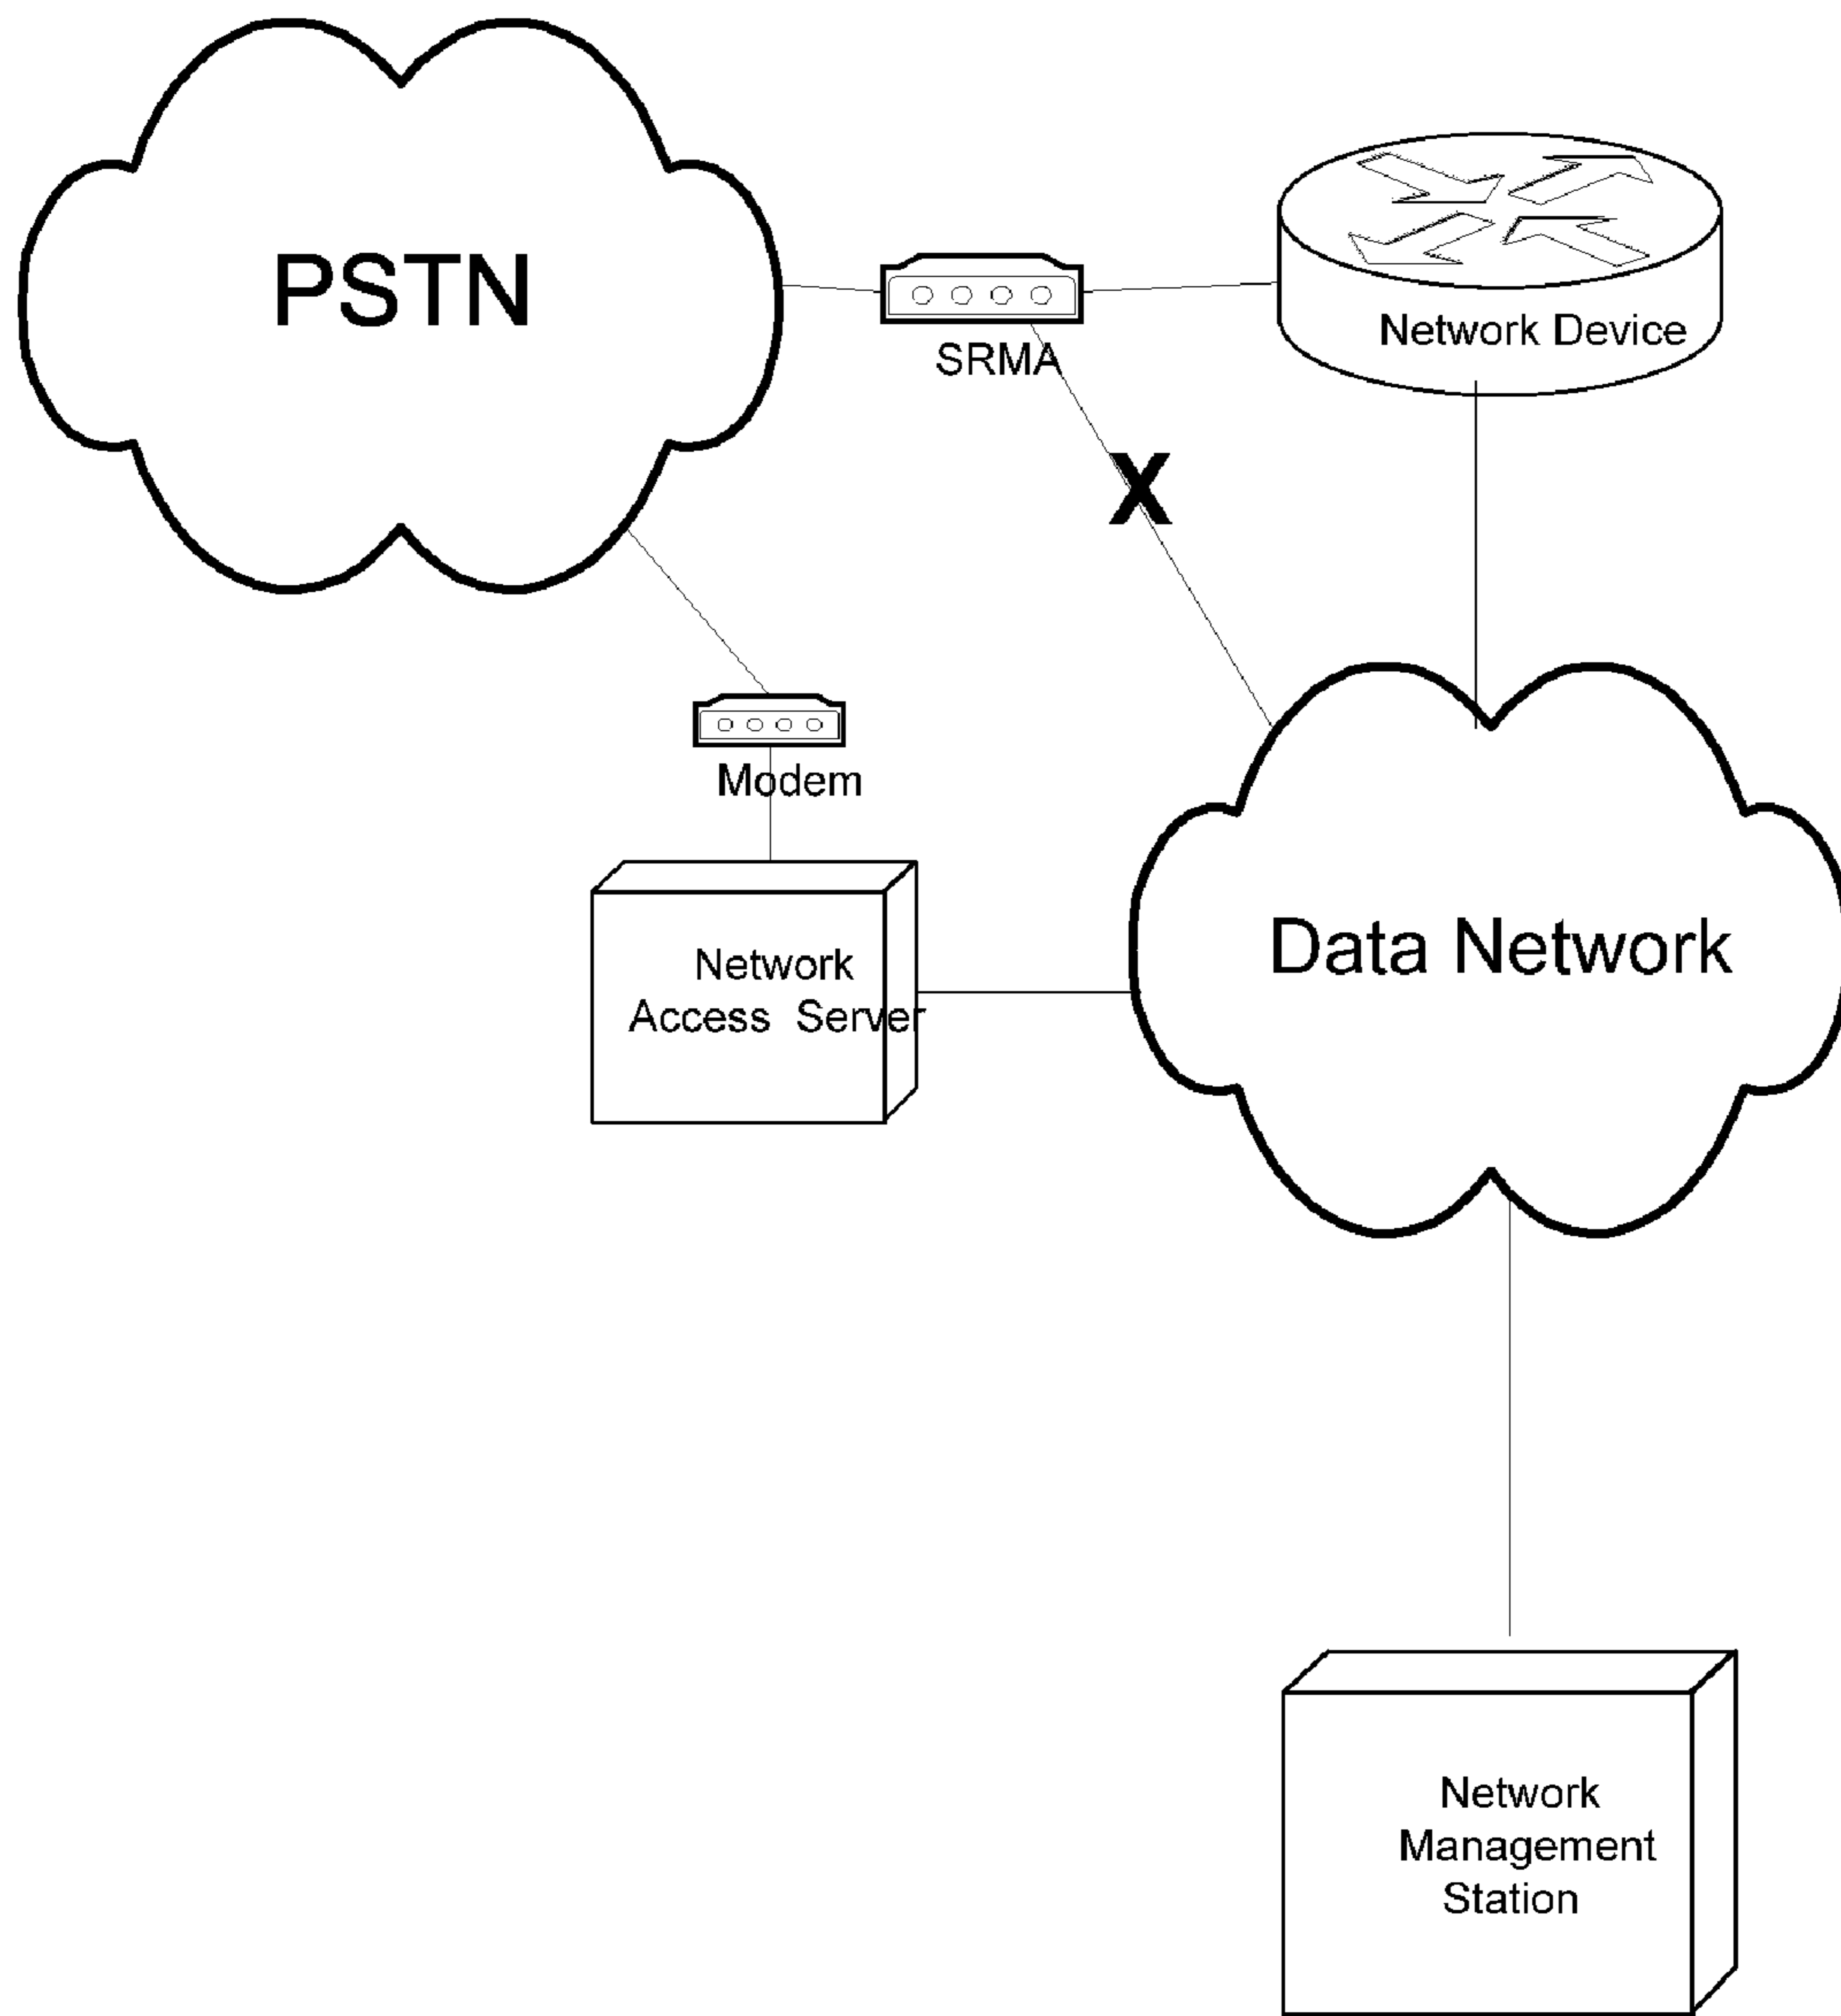 PSTN
Network Device
SRMA
X
Modem
Network
Access Server
Data Network
Network
Management
Station